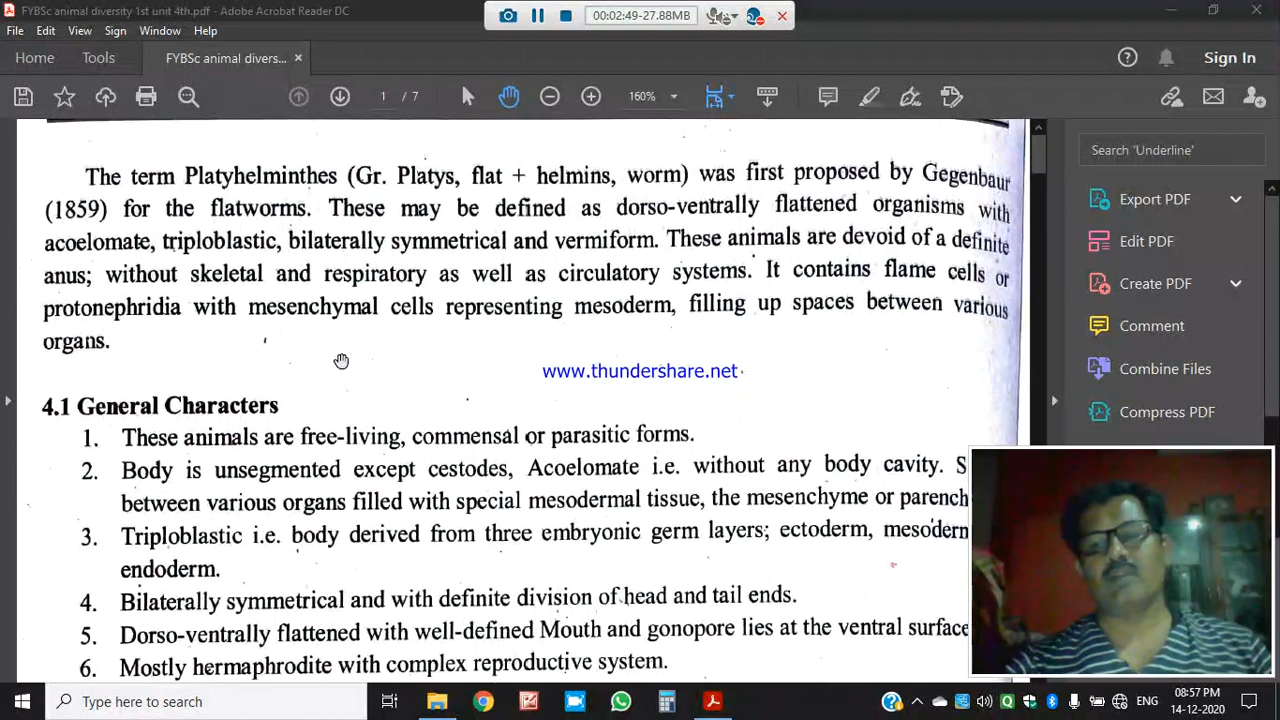 FYBSc animal diversity 1st unit 4th.pdf - Adobe Acrobat Reader DC
00:02:49-27.88MB
File Edit View Sign Window Help
Home Tools FYBSc animal divers... × Sign In
1 / 7 160%
The term Platyhelminthes (Gr. Platys, flat + helmins, worm) was first proposed by Gegenbaur
(1859) for the flatworms. These may be defined as dorso-ventrally flattened organisms with
acoelomate, triploblastic, bilaterally symmetrical and vermiform. These animals are devoid of a definite
anus; without skeletal and respiratory as well as circulatory systems. It contains flame cells or
protonephridia with mesenchymal cells representing mesoderm, filling up spaces between various
organs.
www.thundershare.net
4.1 General Characters
1. These animals are free-living, commensal or parasitic forms.
2. Body is unsegmented except cestodes, Acoelomate i.e. without any body cavity. S
between various organs filled with special mesodermal tissue, the mesenchyme or parench
3. Triploblastic i.e. body derived from three embryonic germ layers; ectoderm, mesoderm
endoderm.
4. Bilaterally symmetrical and with definite division of head and tail ends.
5. Dorso-ventrally flattened with well-defined Mouth and gonopore lies at the ventral surface
6. Mostly hermaphrodite with complex reproductive system.
Search 'Underline'
Export PDF
Edit PDF
Create PDF
Comment
Combine Files
Compress PDF
Type here to search
ENG
08:57 PM
14-12-2020